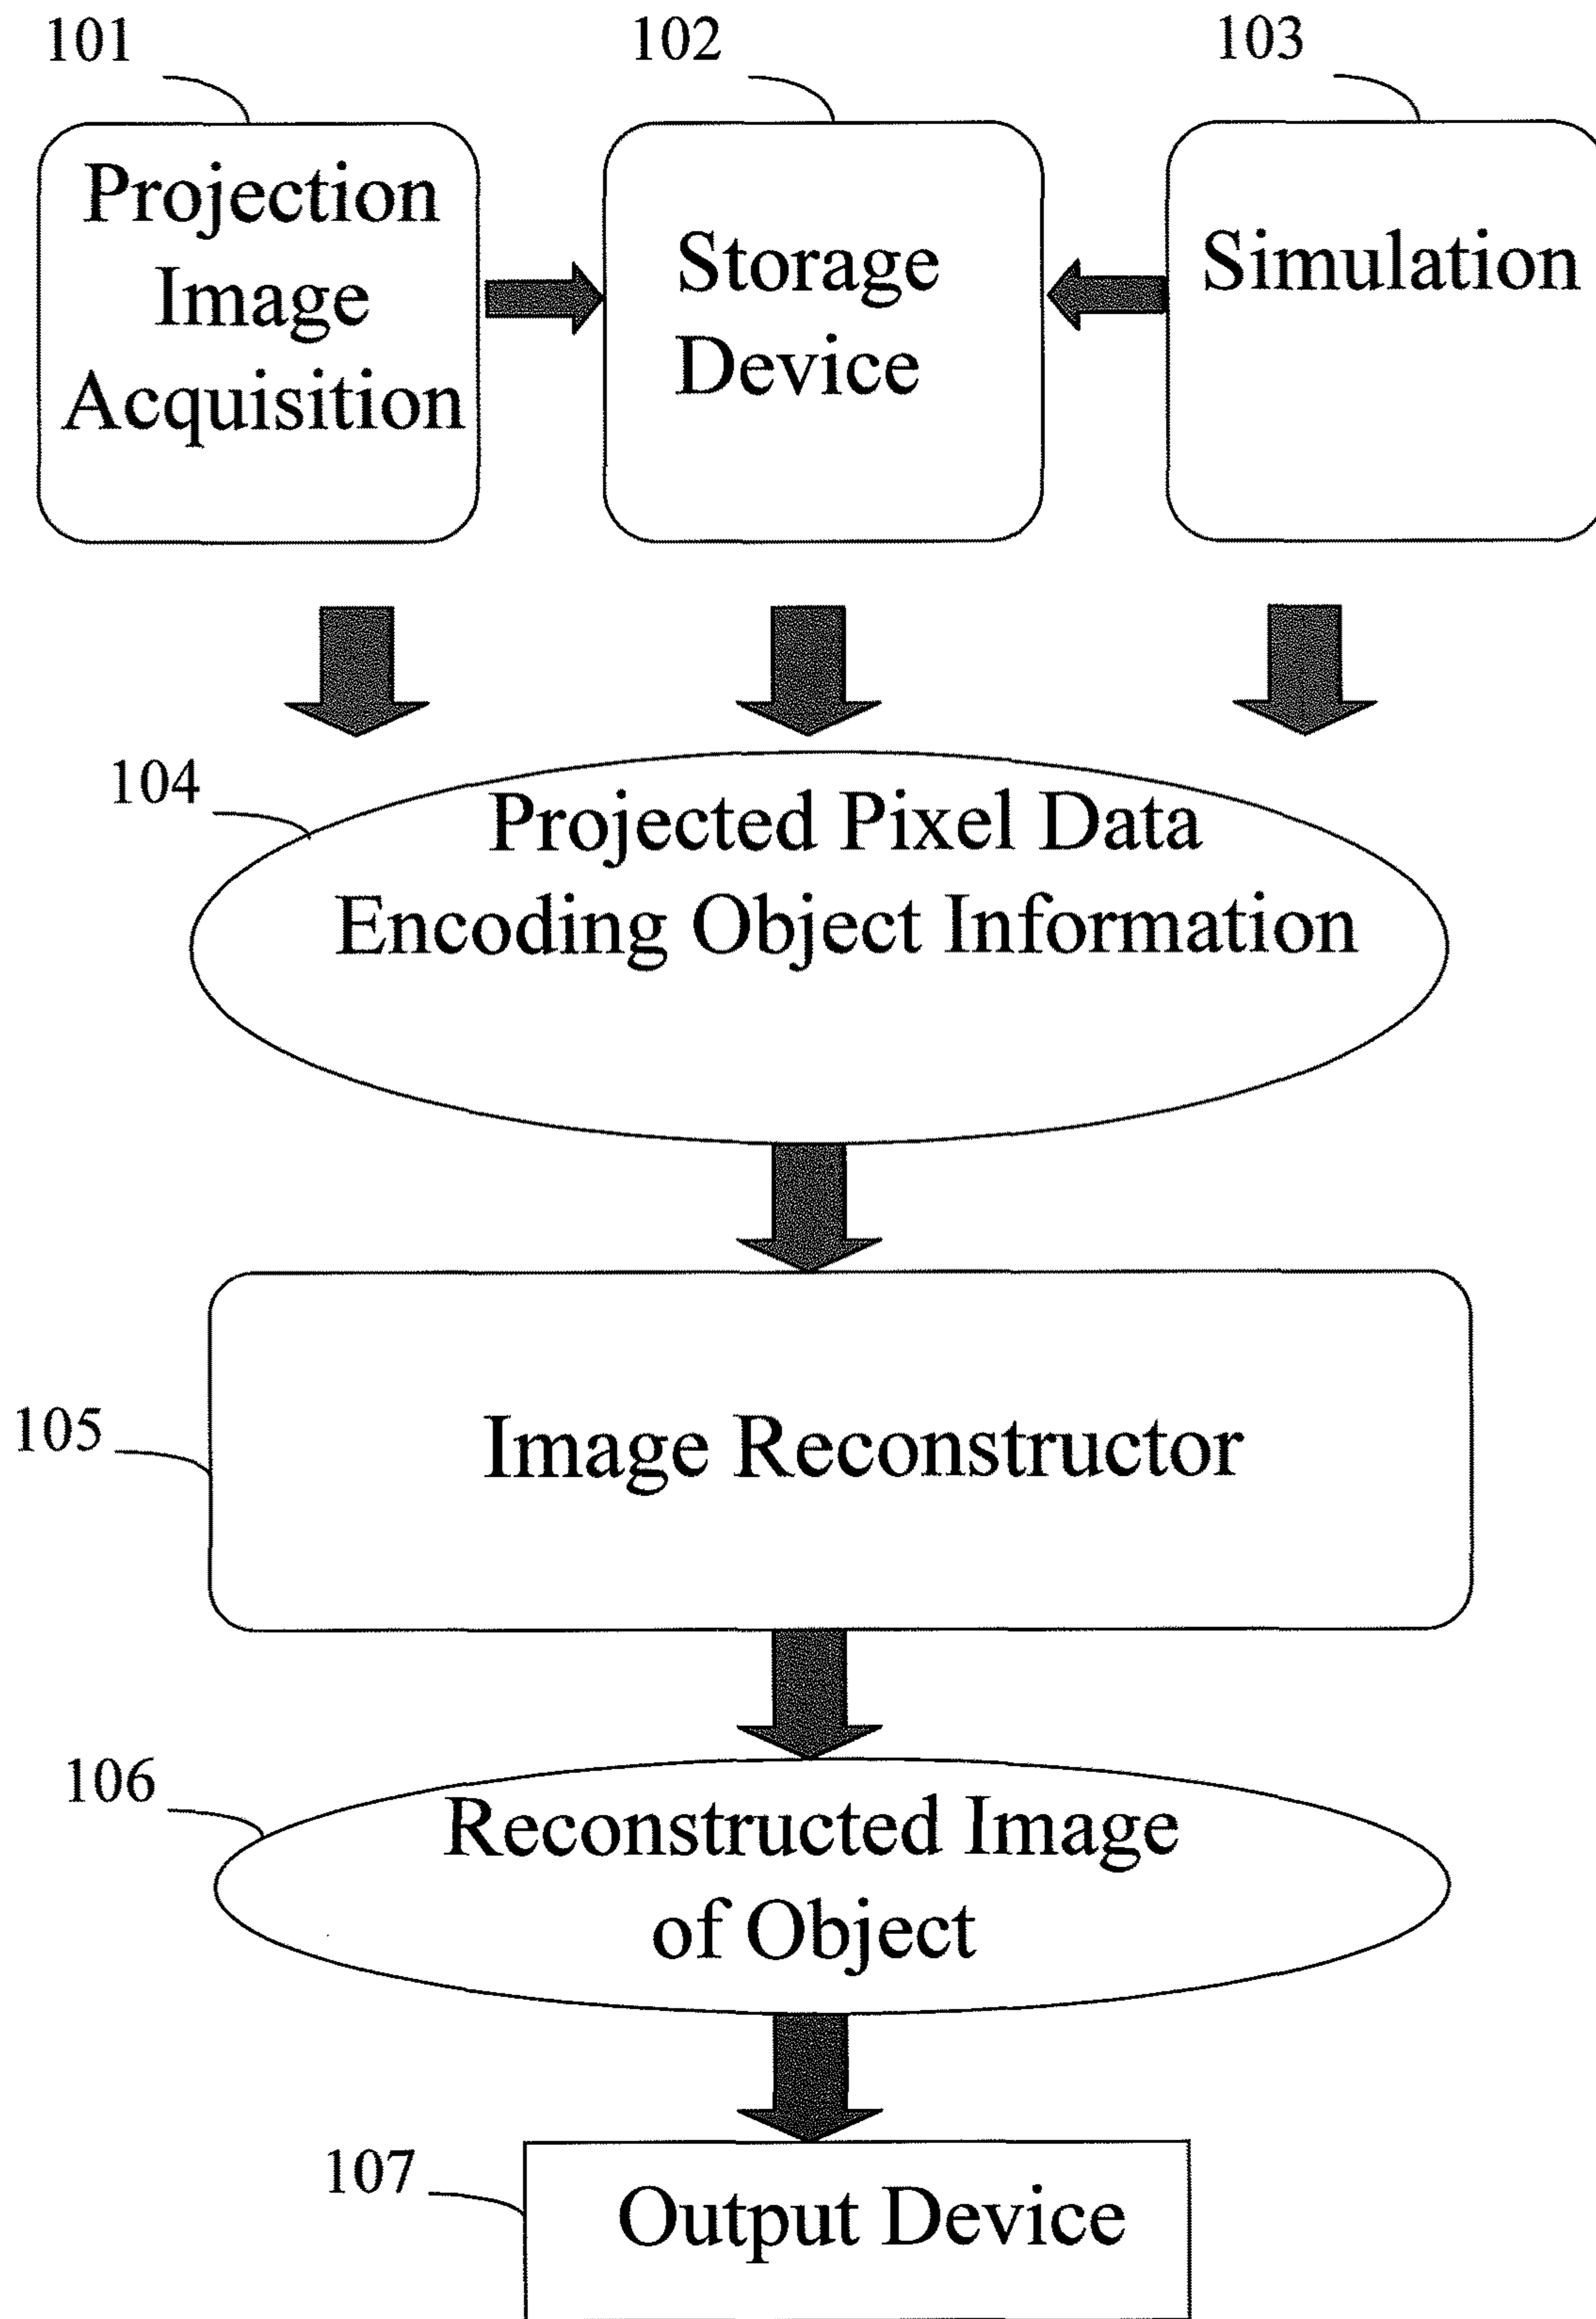 101
102
103
Projection
Image
Acquisition
Storage
Device
Simulation
104
Projected Pixel Data
Encoding Object Information
105
Image Reconstructor
106
Reconstructed Image
of Object
107
Output Device